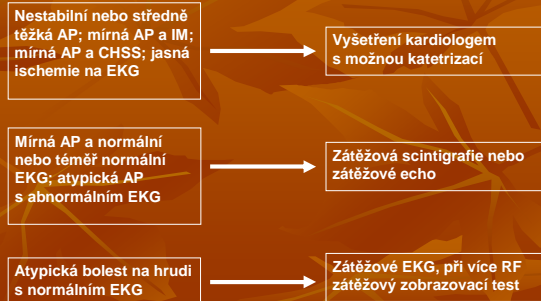 Nestabilní nebo středně
těžká AP; mírná AP a IM;
mírná AP a CHSS; jasná
ischemie na EKG
Vyšetření kardiologem
s možnou katetrizací
Mírná AP a normální
nebo téměř normální
EKG; atypická AP
s abnormálním EKG
Zátěžová scintigrafie nebo
zátěžové echo
Atypická bolest na hrudi
s normálním EKG
Zátěžové EKG, při více RF
zátěžový zobrazovací test